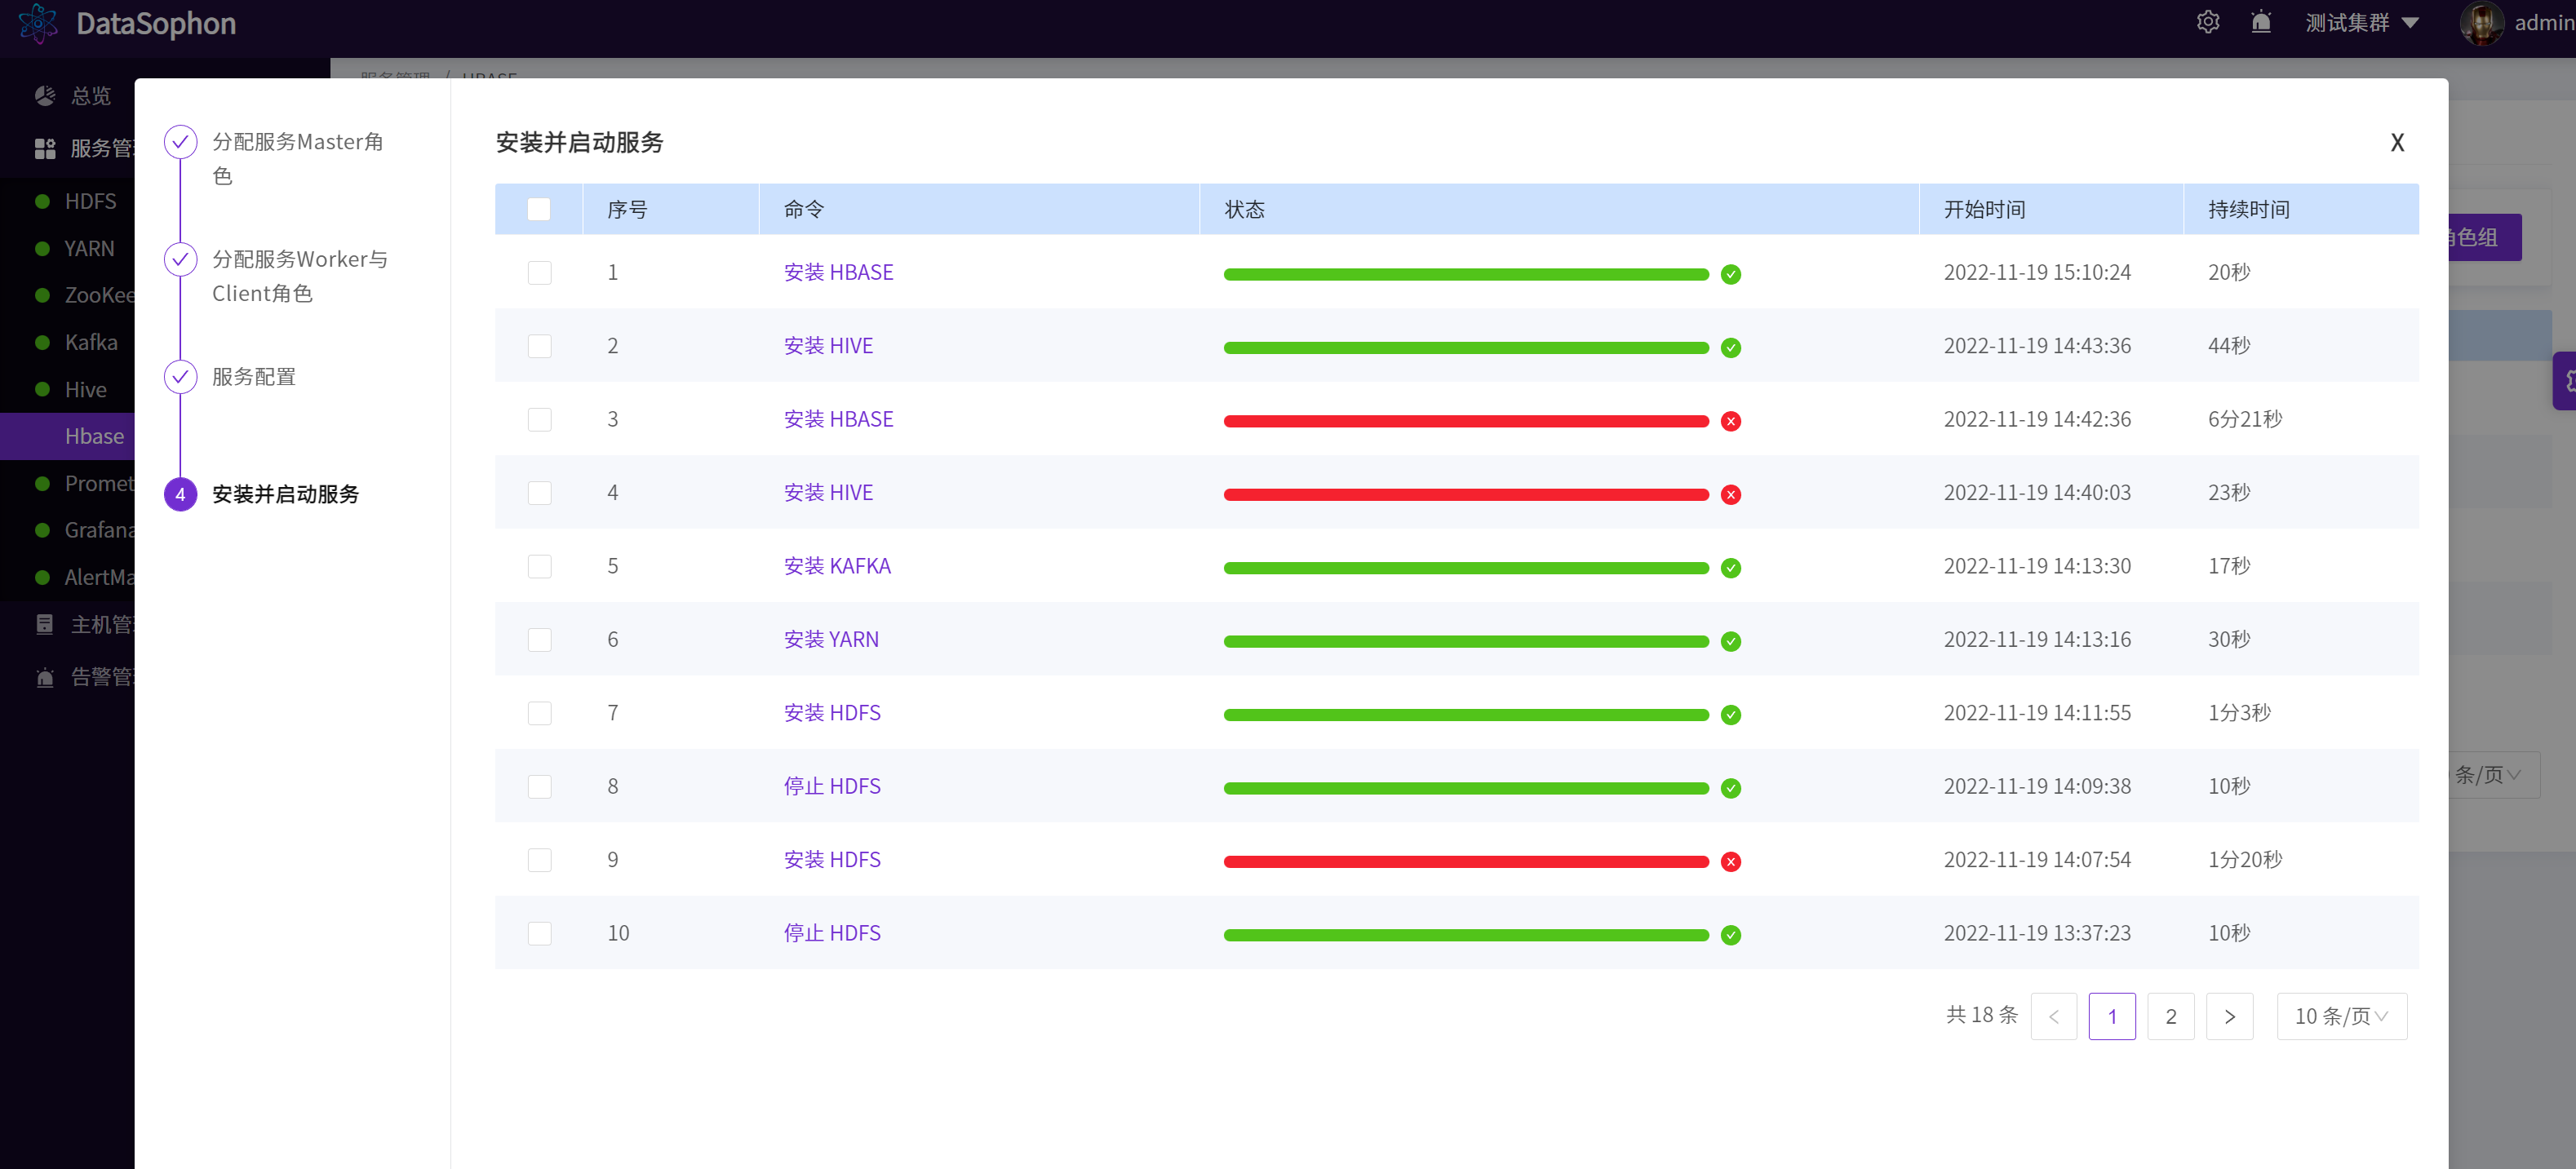 DataSophon
测试集群
admin
服务管理 / HBASE
总览
服务管
HDFS
YARN
ZooKee
Kafka
Hive
Hbase
Promet
Grafana
AlertMa
主机管
告警管
分配服务Master角
色
分配服务Worker与
Client角色
服务配置
4 安装并启动服务
安装并启动服务
X
序号 命令 状态 开始时间 持续时间
1 安装 HBASE 2022-11-19 15:10:24 20秒
2 安装 HIVE 2022-11-19 14:43:36 44秒
3 安装 HBASE 2022-11-19 14:42:36 6分21秒
4 安装 HIVE 2022-11-19 14:40:03 23秒
5 安装 KAFKA 2022-11-19 14:13:30 17秒
6 安装 YARN 2022-11-19 14:13:16 30秒
7 安装 HDFS 2022-11-19 14:11:55 1分3秒
8 停止 HDFS 2022-11-19 14:09:38 10秒
9 安装 HDFS 2022-11-19 14:07:54 1分20秒
10 停止 HDFS 2022-11-19 13:37:23 10秒
共 18 条 < 1 2 > 10 条/页
角色组
条/页